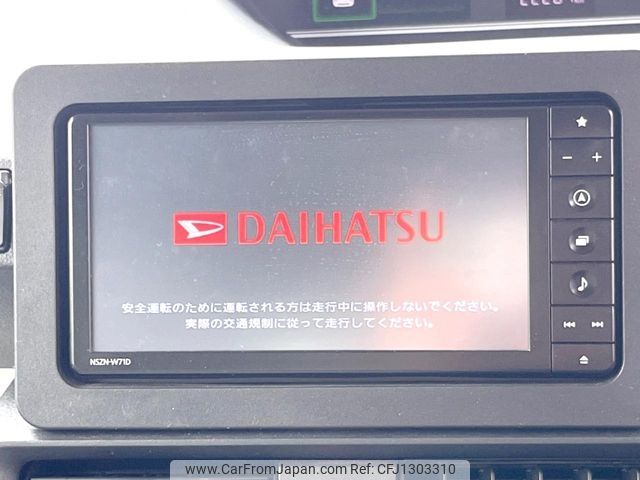 DAIHATSU
安全運転のために運転される方は走行中に操作しないでください。
実際の交通規制に従って走行してください。
NSZN-W71D
www.CarFromJapan.com Ref. Code: CFJ1303310